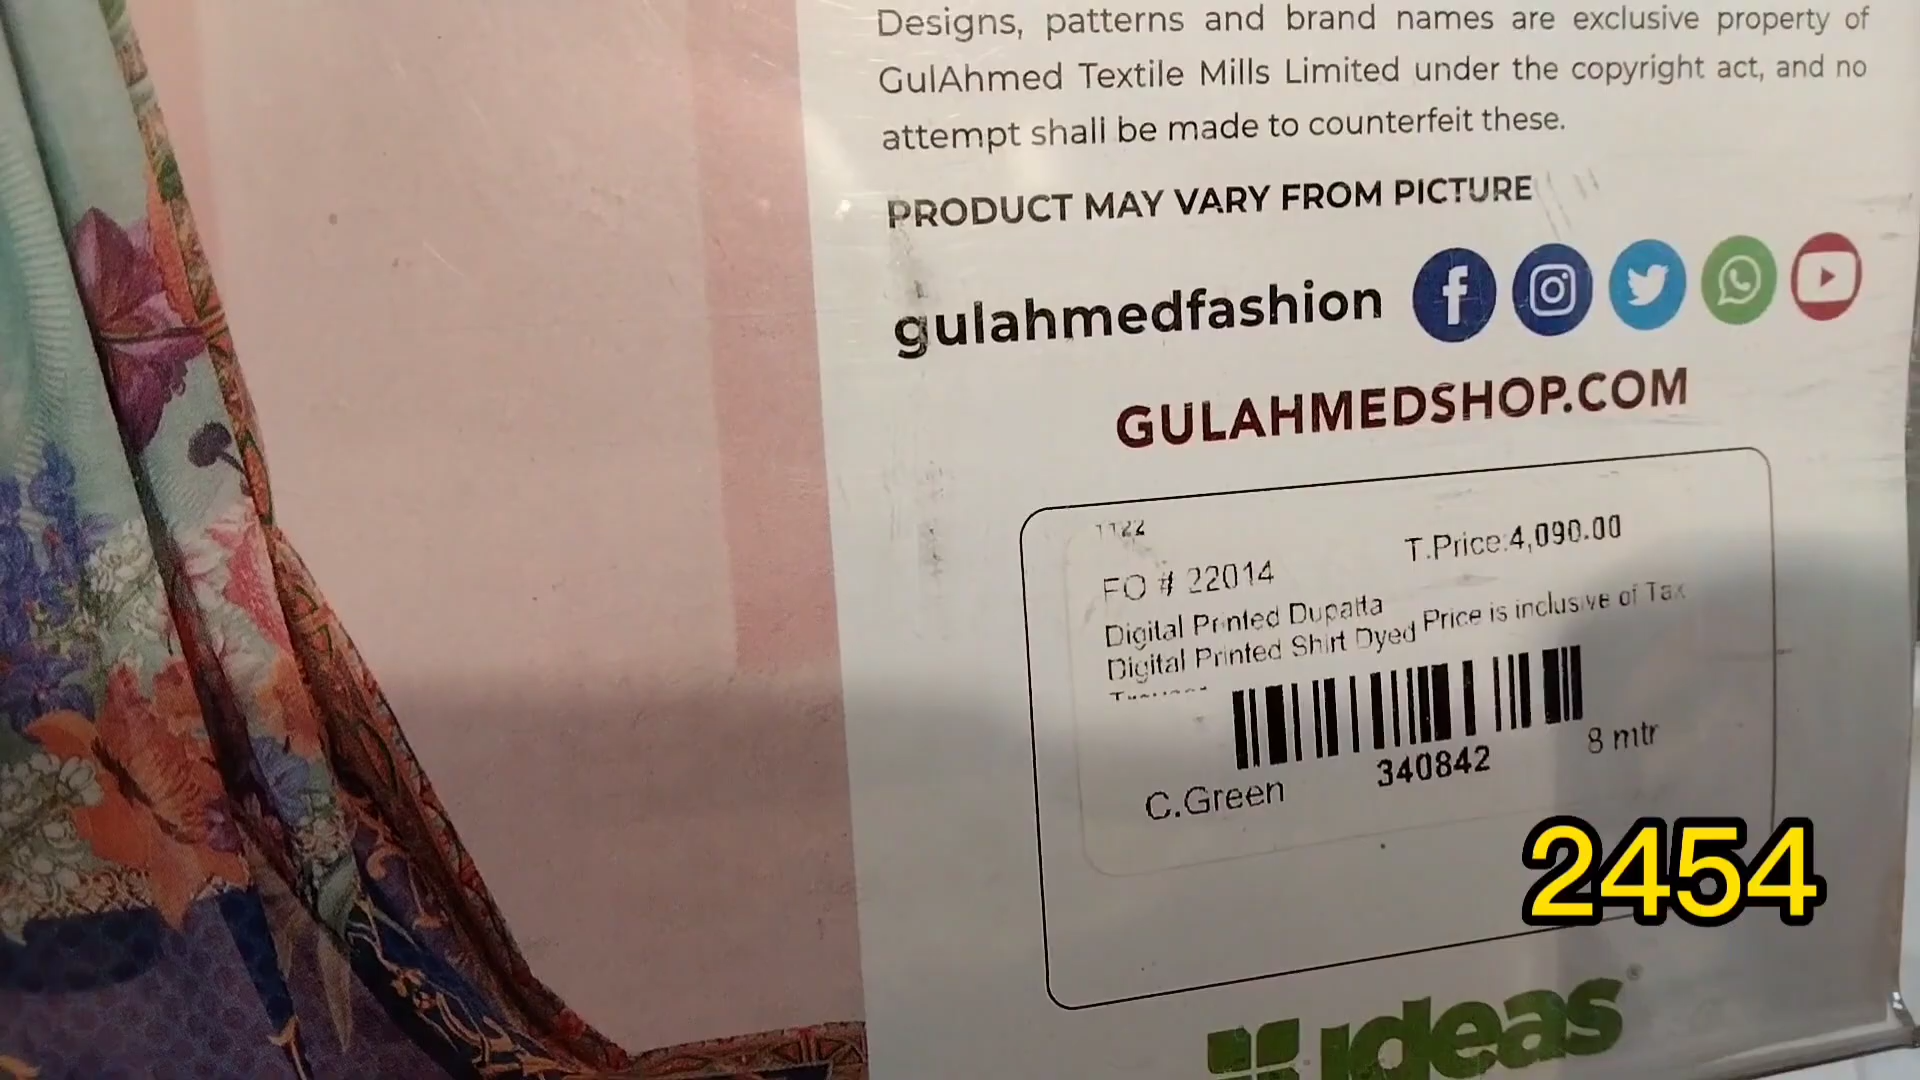 Designs, patterns and brand names are exclusive property of
GulAhmed Textile Mills Limited under the copyright act, and no
attempt shall be made to counterfeit these.
PRODUCT MAY VARY FROM PICTURE
gulahmedfashion
GULAHMEDSHOP.COM
1122
T.Price:4,090.00
FO # 22014
Digital Printed Dupatta
Digital Printed Shirt Dyed Price is inclusive of Tax
340842
8 mtr
C.Green
2454
ideas